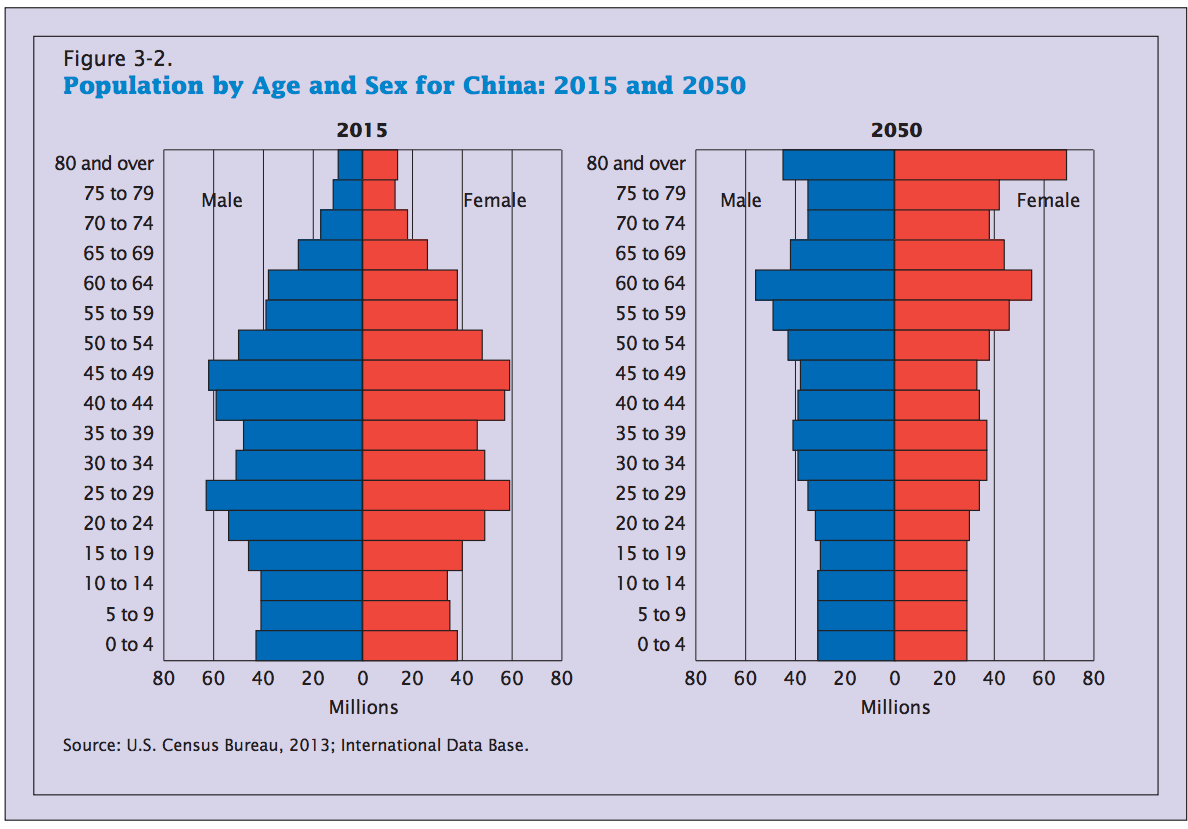 Figure 3-2.
Population by Age and Sex for China: 2015 and 2050
2015
80 and over
75 to 79
Male
Female
70 to 74
65 to 69
60 to 64
55 to 59
50 to 54
45 to 49
40 to 44
35 to 39
30 to 34
25 to 29
20 to 24
15 to 19
10 to 14
5 to 9
0 to 4
80 60 40 20 0 20 40 60 80
Millions
2050
80 and over
75 to 79
Male
Female
70 to 74
65 to 69
60 to 64
55 to 59
50 to 54
45 to 49
40 to 44
35 to 39
30 to 34
25 to 29
20 to 24
15 to 19
10 to 14
5 to 9
0 to 4
80 60 40 20 0 20 40 60 80
Millions
Source: U.S. Census Bureau, 2013; International Data Base.